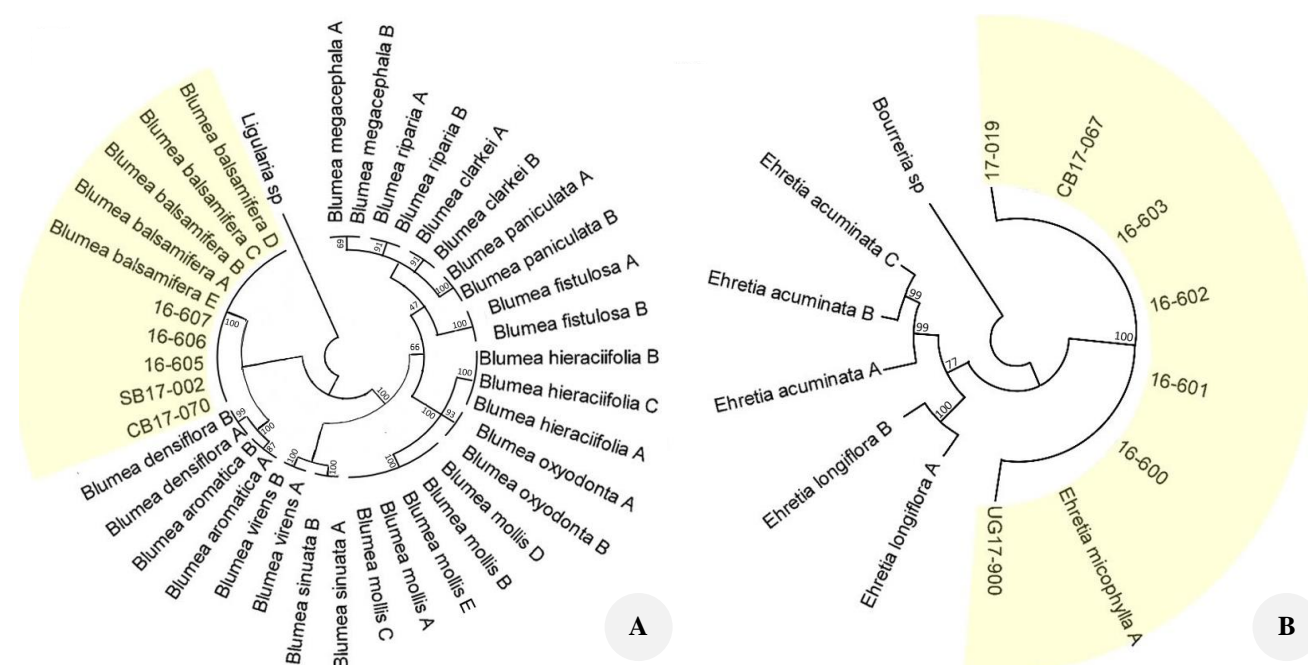 Ligularia sp
Blumea megacephala A
Blumea megacephala B
Blumea riparia A
Blumea riparia B
Blumea clarkei A
Blumea clarkei B
Blumea paniculata A
Blumea paniculata B
Blumea fistulosa A
Blumea fistulosa B
Blumea hieraciifolia B
Blumea hieraciifolia C
Blumea hieraciifolia A
Blumea oxyodonta A
Blumea oxyodonta B
Blumea mollis D
Blumea mollis B
Blumea mollis E
Blumea mollis A
Blumea mollis C
Blumea sinuata A
Blumea sinuata B
Blumea virens A
Blumea virens B
Blumea aromatica A
Blumea aromatica B
Blumea densiflora A
Blumea densiflora B
CB17-070
SB17-002
16-605
16-606
16-607
Blumea balsamifera E
Blumea balsamifera A
Blumea balsamifera B
Blumea balsamifera C
Blumea balsamifera D
69
91
91
100
47
100
66
100
93
100
100
100
100
100
99
100
87
100
A
Bourreria sp
17-019
CB17-067
16-603
16-602
16-601
16-600
Ehretia micophylla A
UG17-900
Ehretia longiflora A
Ehretia longiflora B
Ehretia acuminata A
Ehretia acuminata B
Ehretia acuminata C
99
99
77
100
100
B